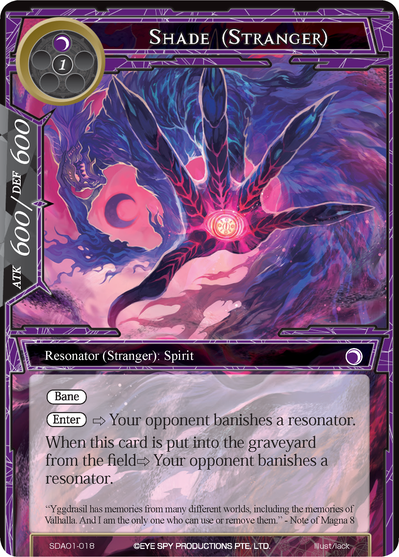 Shade (Stranger)
1
ATK 600/DEF 600
Resonator (Stranger): Spirit
Bane
Enter ⇨ Your opponent banishes a resonator.
When this card is put into the graveyard
from the field⇨ Your opponent banishes a
resonator.
“Yggdrasil has memories from many different worlds, including the memories of
Valhalla. And I am the only one who can use or remove them.” - Note of Magna 8
SDAO1-018
©EYE SPY PRODUCTIONS PTE, LTD.
Illust/lack